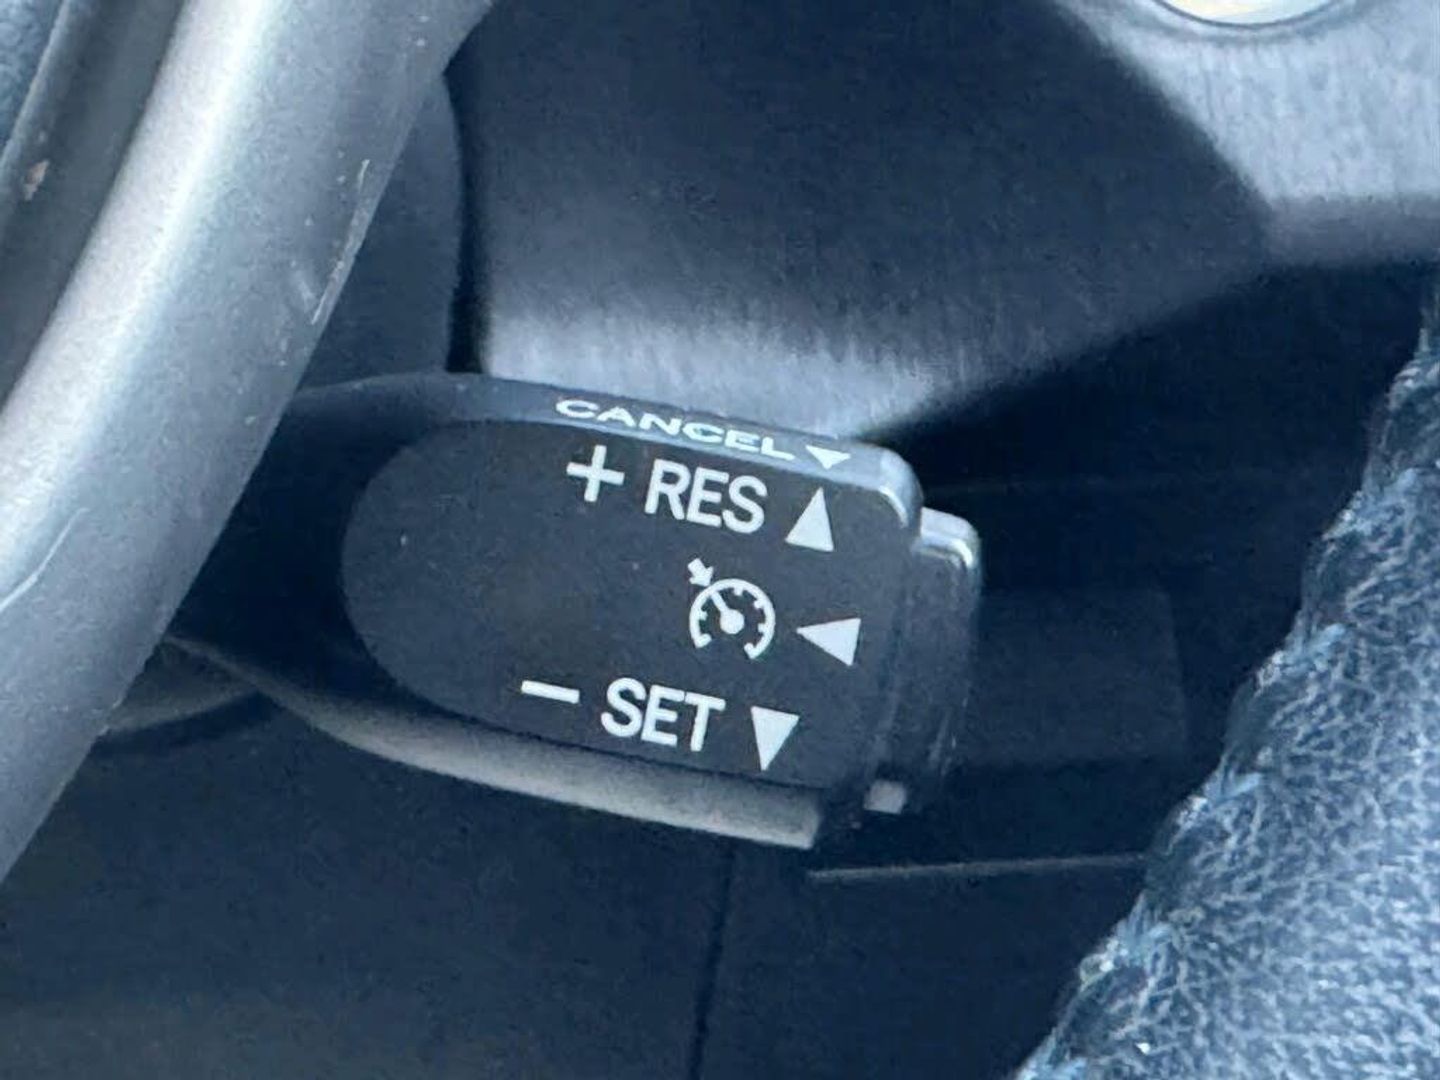 CANCEL
+ RES
- SET